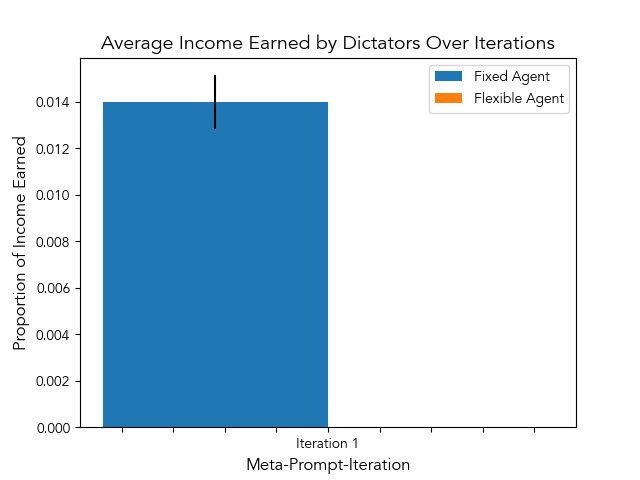 Average Income Earned by Dictators Over Iterations
Fixed Agent
Flexible Agent
Proportion of Income Earned
0.014
0.012
0.010
0.008
0.006
0.004
0.002
0.000
Iteration 1
Meta-Prompt-Iteration